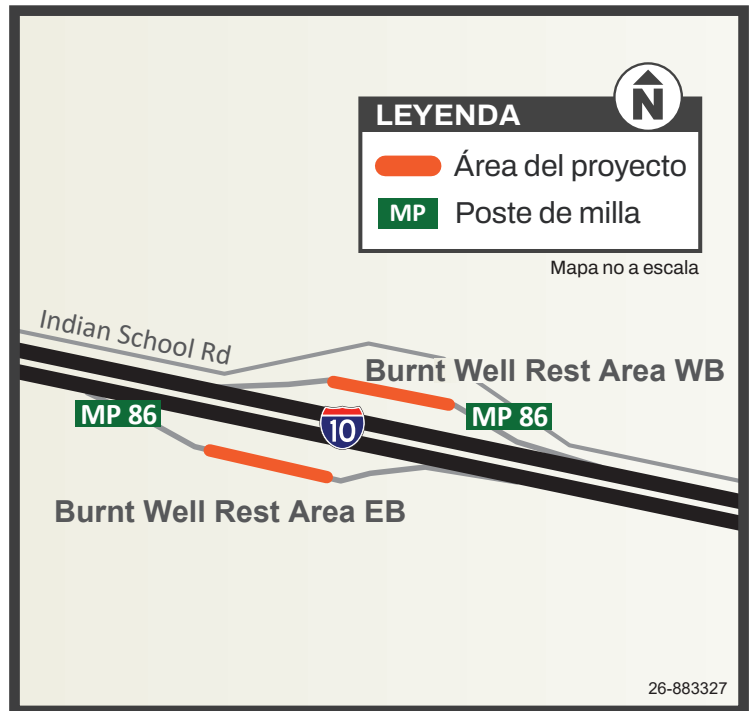 N
LEYENDA
Área del proyecto
MP Poste de milla
Mapa no a escala
Indian School Rd
Burnt Well Rest Area WB
MP 86
MP 86
10
Burnt Well Rest Area EB
26-883327